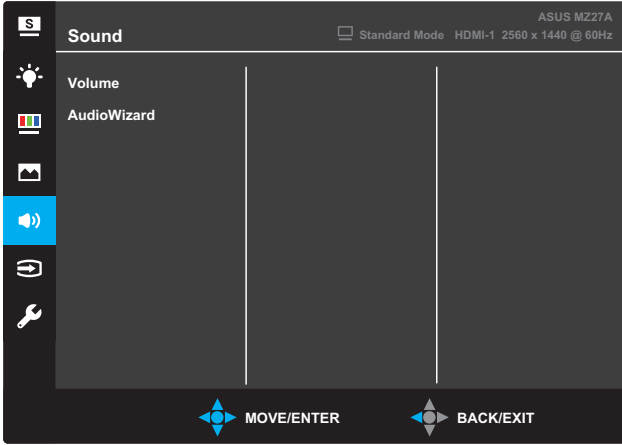 S
ASUS MZ27A
Sound
Standard Mode HDMI-1 2560 x 1440 @ 60Hz
Volume
AudioWizard
MOVE/ENTER
BACK/EXIT